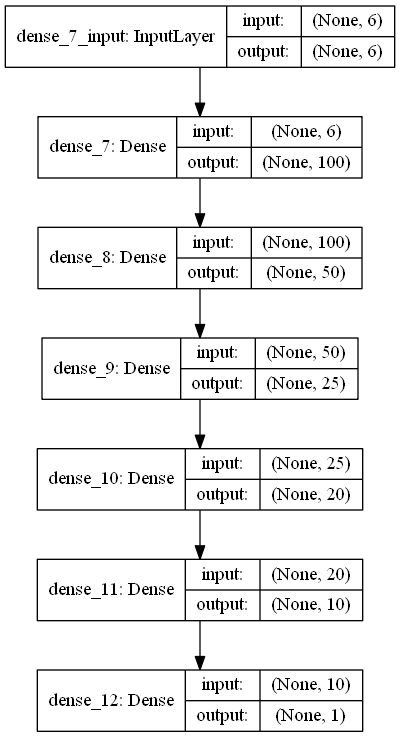 dense_7_input: InputLayer
input: (None, 6)
output: (None, 6)
dense_7: Dense
input: (None, 6)
output: (None, 100)
dense_8: Dense
input: (None, 100)
output: (None, 50)
dense_9: Dense
input: (None, 50)
output: (None, 25)
dense_10: Dense
input: (None, 25)
output: (None, 20)
dense_11: Dense
input: (None, 20)
output: (None, 10)
dense_12: Dense
input: (None, 10)
output: (None, 1)